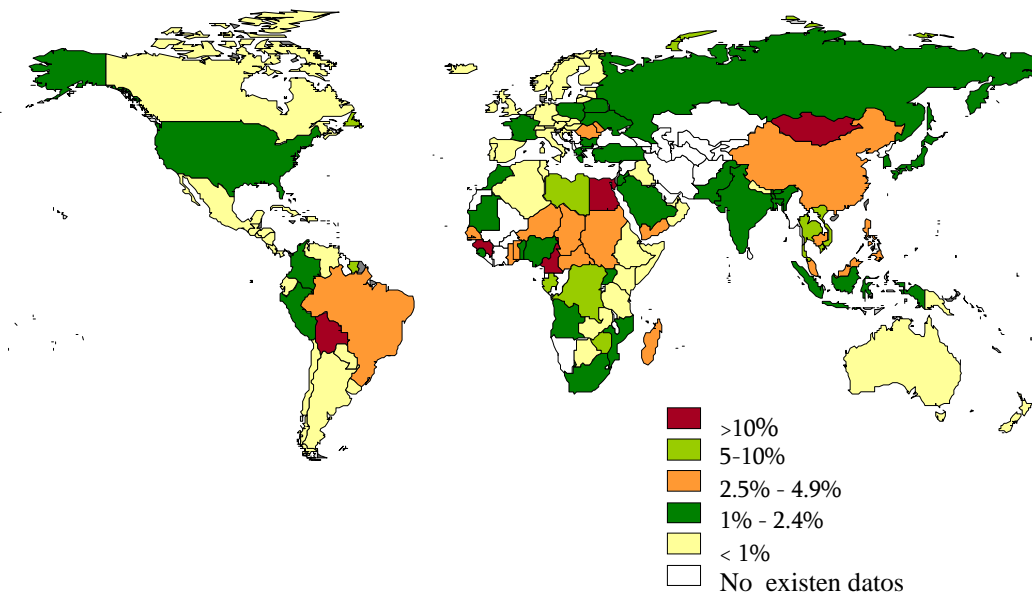 >10%
5-10%
2.5% - 4.9%
1% - 2.4%
< 1%
No existen datos